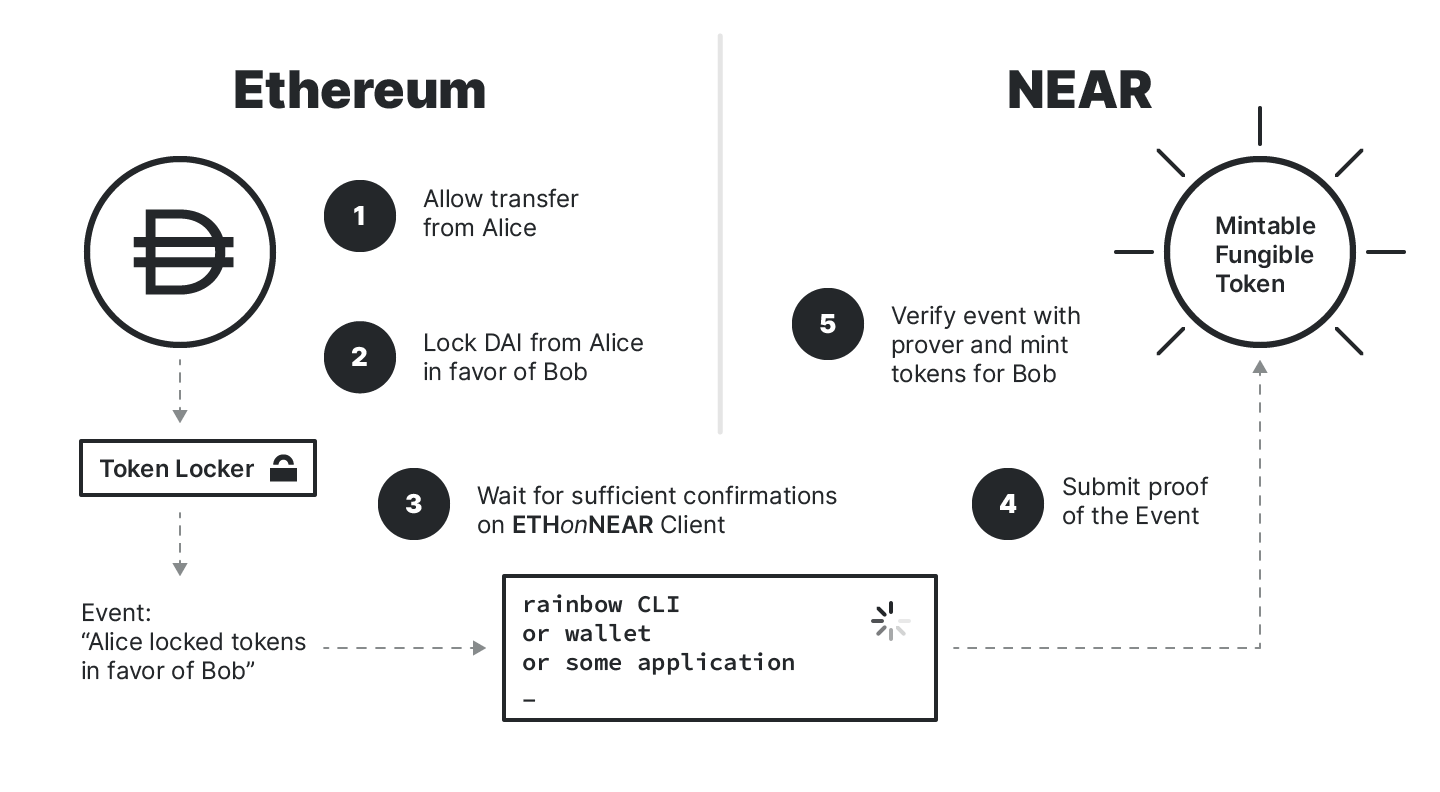 Ethereum
NEAR
1
Allow transfer
from Alice
2
Lock DAI from Alice
in favor of Bob
5
Verify event with
prover and mint
tokens for Bob
Mintable
Fungible
Token
Token Locker
3
Wait for sufficient confirmations
on ETHonNEAR Client
4
Submit proof
of the Event
Event:
“Alice locked tokens
in favor of Bob”
rainbow CLI
or wallet
or some application
_